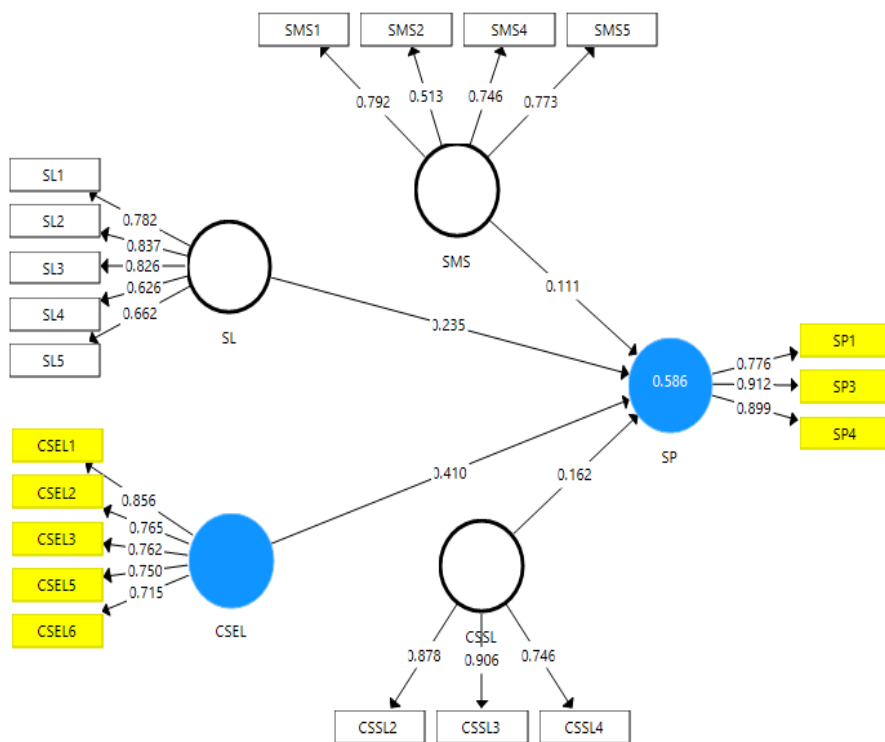 SMS1 SMS2 SMS4 SMS5
0.792 0.513 0.746 0.773
SMS
SL1
SL2
SL3
SL4
SL5
0.782
0.837
0.826
0.626
0.662
SL
0.111
0.235
0.410
0.162
0.586
SP
0.776
0.912
0.899
SP1
SP3
SP4
CSEL1
CSEL2
CSEL3
CSEL5
CSEL6
0.856
0.765
0.762
0.750
0.715
CSEL
CSSL
0.878 0.906 0.746
CSSL2 CSSL3 CSSL4